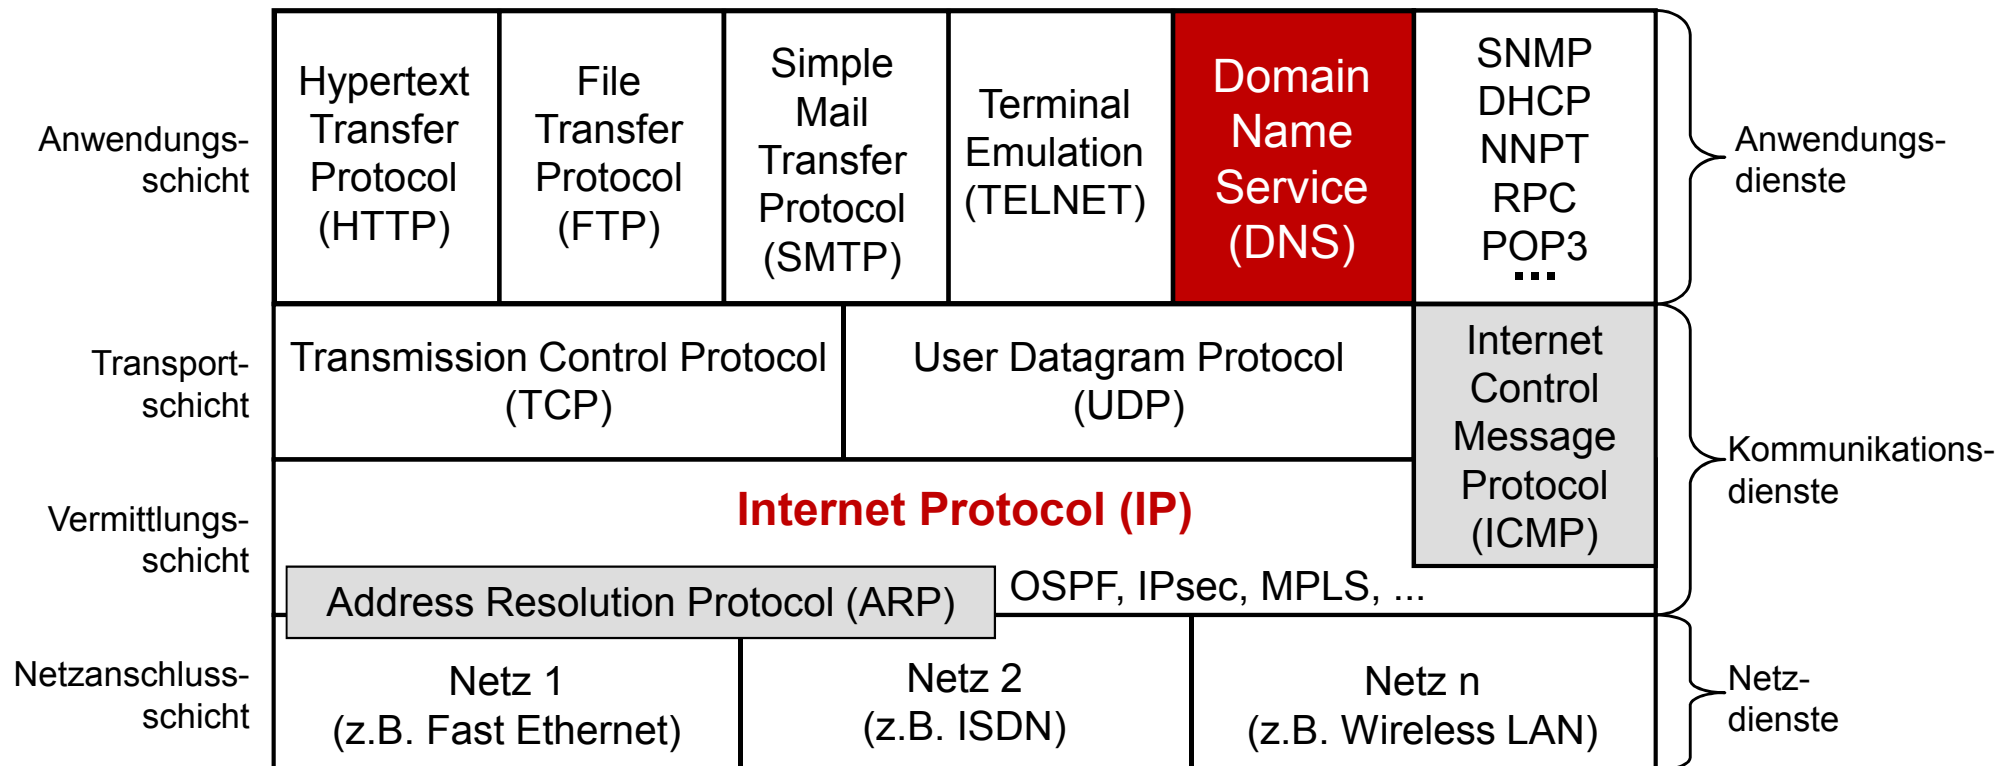 Anwendungs-
schicht
Hypertext
Transfer
Protocol
(HTTP)
File
Transfer
Protocol
(FTP)
Simple
Mail
Transfer
Protocol
(SMTP)
Terminal
Emulation
(TELNET)
Domain
Name
Service
(DNS)
SNMP
DHCP
NNPT
RPC
POP3
...
Anwendungs-
dienste
Transport-
schicht
Transmission Control Protocol
(TCP)
User Datagram Protocol
(UDP)
Internet
Control
Message
Protocol
(ICMP)
Kommunikations-
dienste
Vermittlungs-
schicht
Internet Protocol (IP)
Address Resolution Protocol (ARP)
OSPF, IPsec, MPLS, ...
Netzanschluss-
schicht
Netz 1
(z.B. Fast Ethernet)
Netz 2
(z.B. ISDN)
Netz n
(z.B. Wireless LAN)
Netz-
dienste